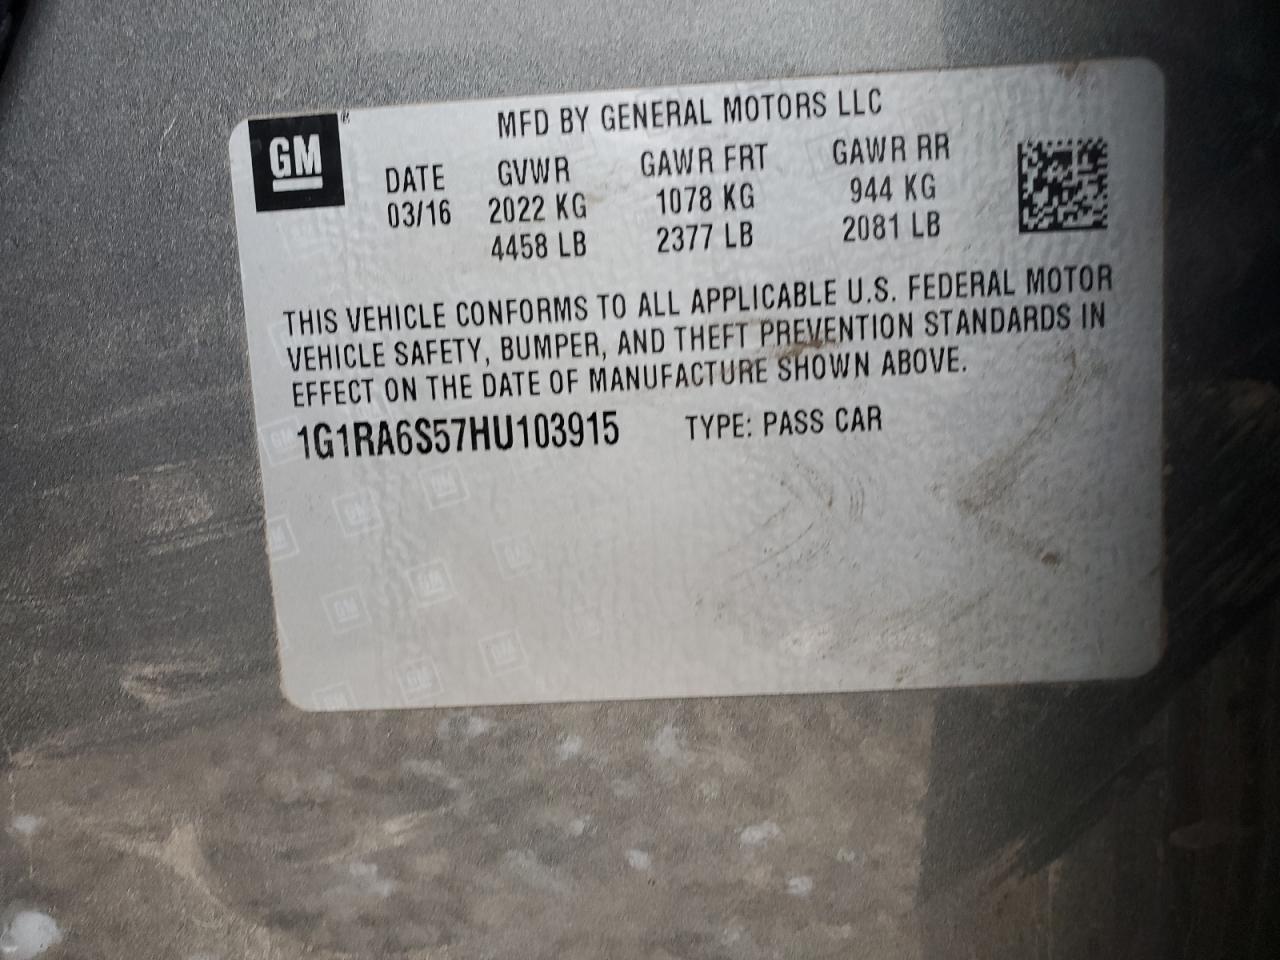 GM
MFD BY GENERAL MOTORS LLC
DATE GVWR GAWR FRT GAWR RR
03/16 2022 KG 1078 KG 944 KG
4458 LB 2377 LB 2081 LB
THIS VEHICLE CONFORMS TO ALL APPLICABLE U.S. FEDERAL MOTOR
VEHICLE SAFETY, BUMPER, AND THEFT PREVENTION STANDARDS IN
EFFECT ON THE DATE OF MANUFACTURE SHOWN ABOVE.
1G1RA6S57HU103915 TYPE: PASS CAR